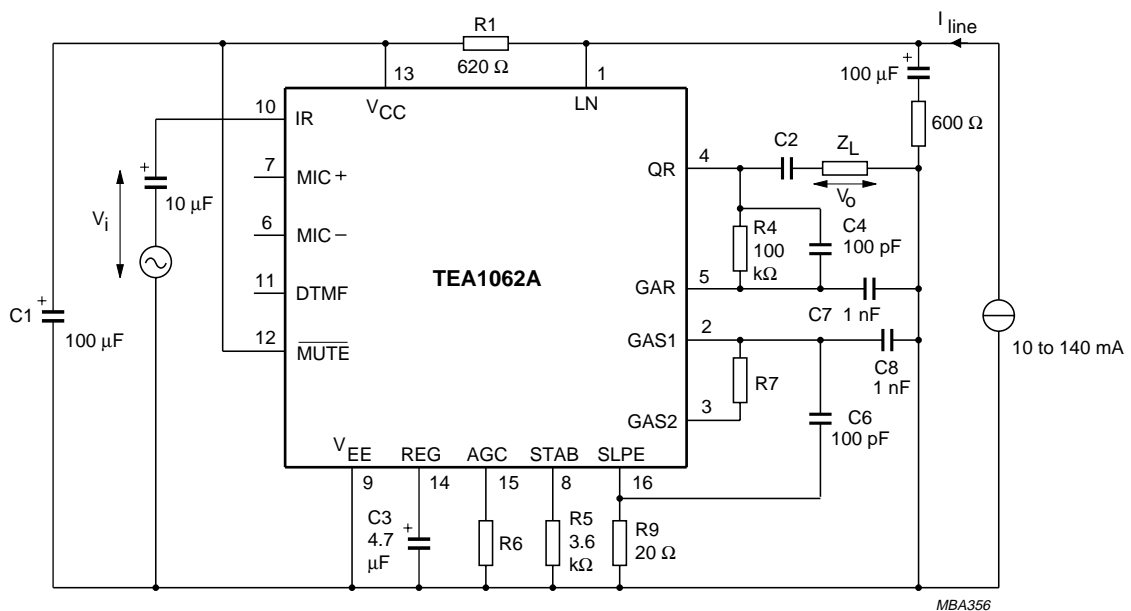 R1
620 Ω
I line
100 μF
+
600 Ω
13
1
V CC
LN
10
IR
7
MIC +
6
MIC −
11
DTMF
12
MUTE
TEA1062A
4
QR
C2
Z L
V o
R4
100
kΩ
C4
100 pF
5
GAR
C7
1 nF
2
GAS1
C8
1 nF
R7
3
GAS2
C6
100 pF
V i
+
10 μF
C1
+
100 μF
10 to 140 mA
V EE
REG
AGC
STAB
SLPE
9
14
15
8
16
C3
4.7
μF
+
R6
R5
3.6
kΩ
R9
20 Ω
MBA356